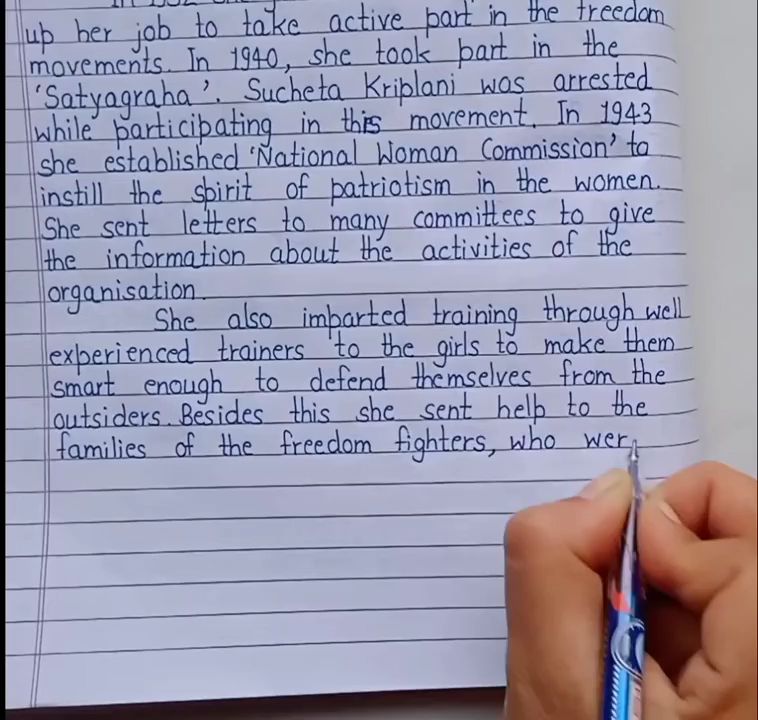 up her job to take active part in the freedom
movements. In 1940, she took part in the
'Satyagraha'. Sucheta Kriplani was arrested
while participating in this movement. In 1943
she established 'National Woman Commission' to
instill the spirit of patriotism in the women.
She sent letters to many committees to give
the information about the activities of the
organisation.
She also imparted training through well
experienced trainers to the girls to make them
smart enough to defend themselves from the
outsiders. Besides this she sent help to the
families of the freedom fighters, who wer